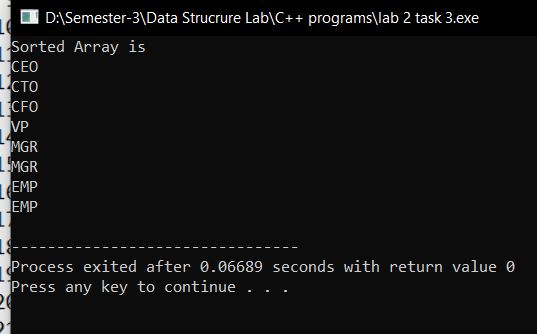 D:\Semester-3\Data Strucrure Lab\C++ programs\lab 2 task 3.exe
Sorted Array is
CEO
CTO
CFO
VP
MGR
MGR
EMP
EMP
--------------------------------
Process exited after 0.06689 seconds with return value 0
Press any key to continue . . .